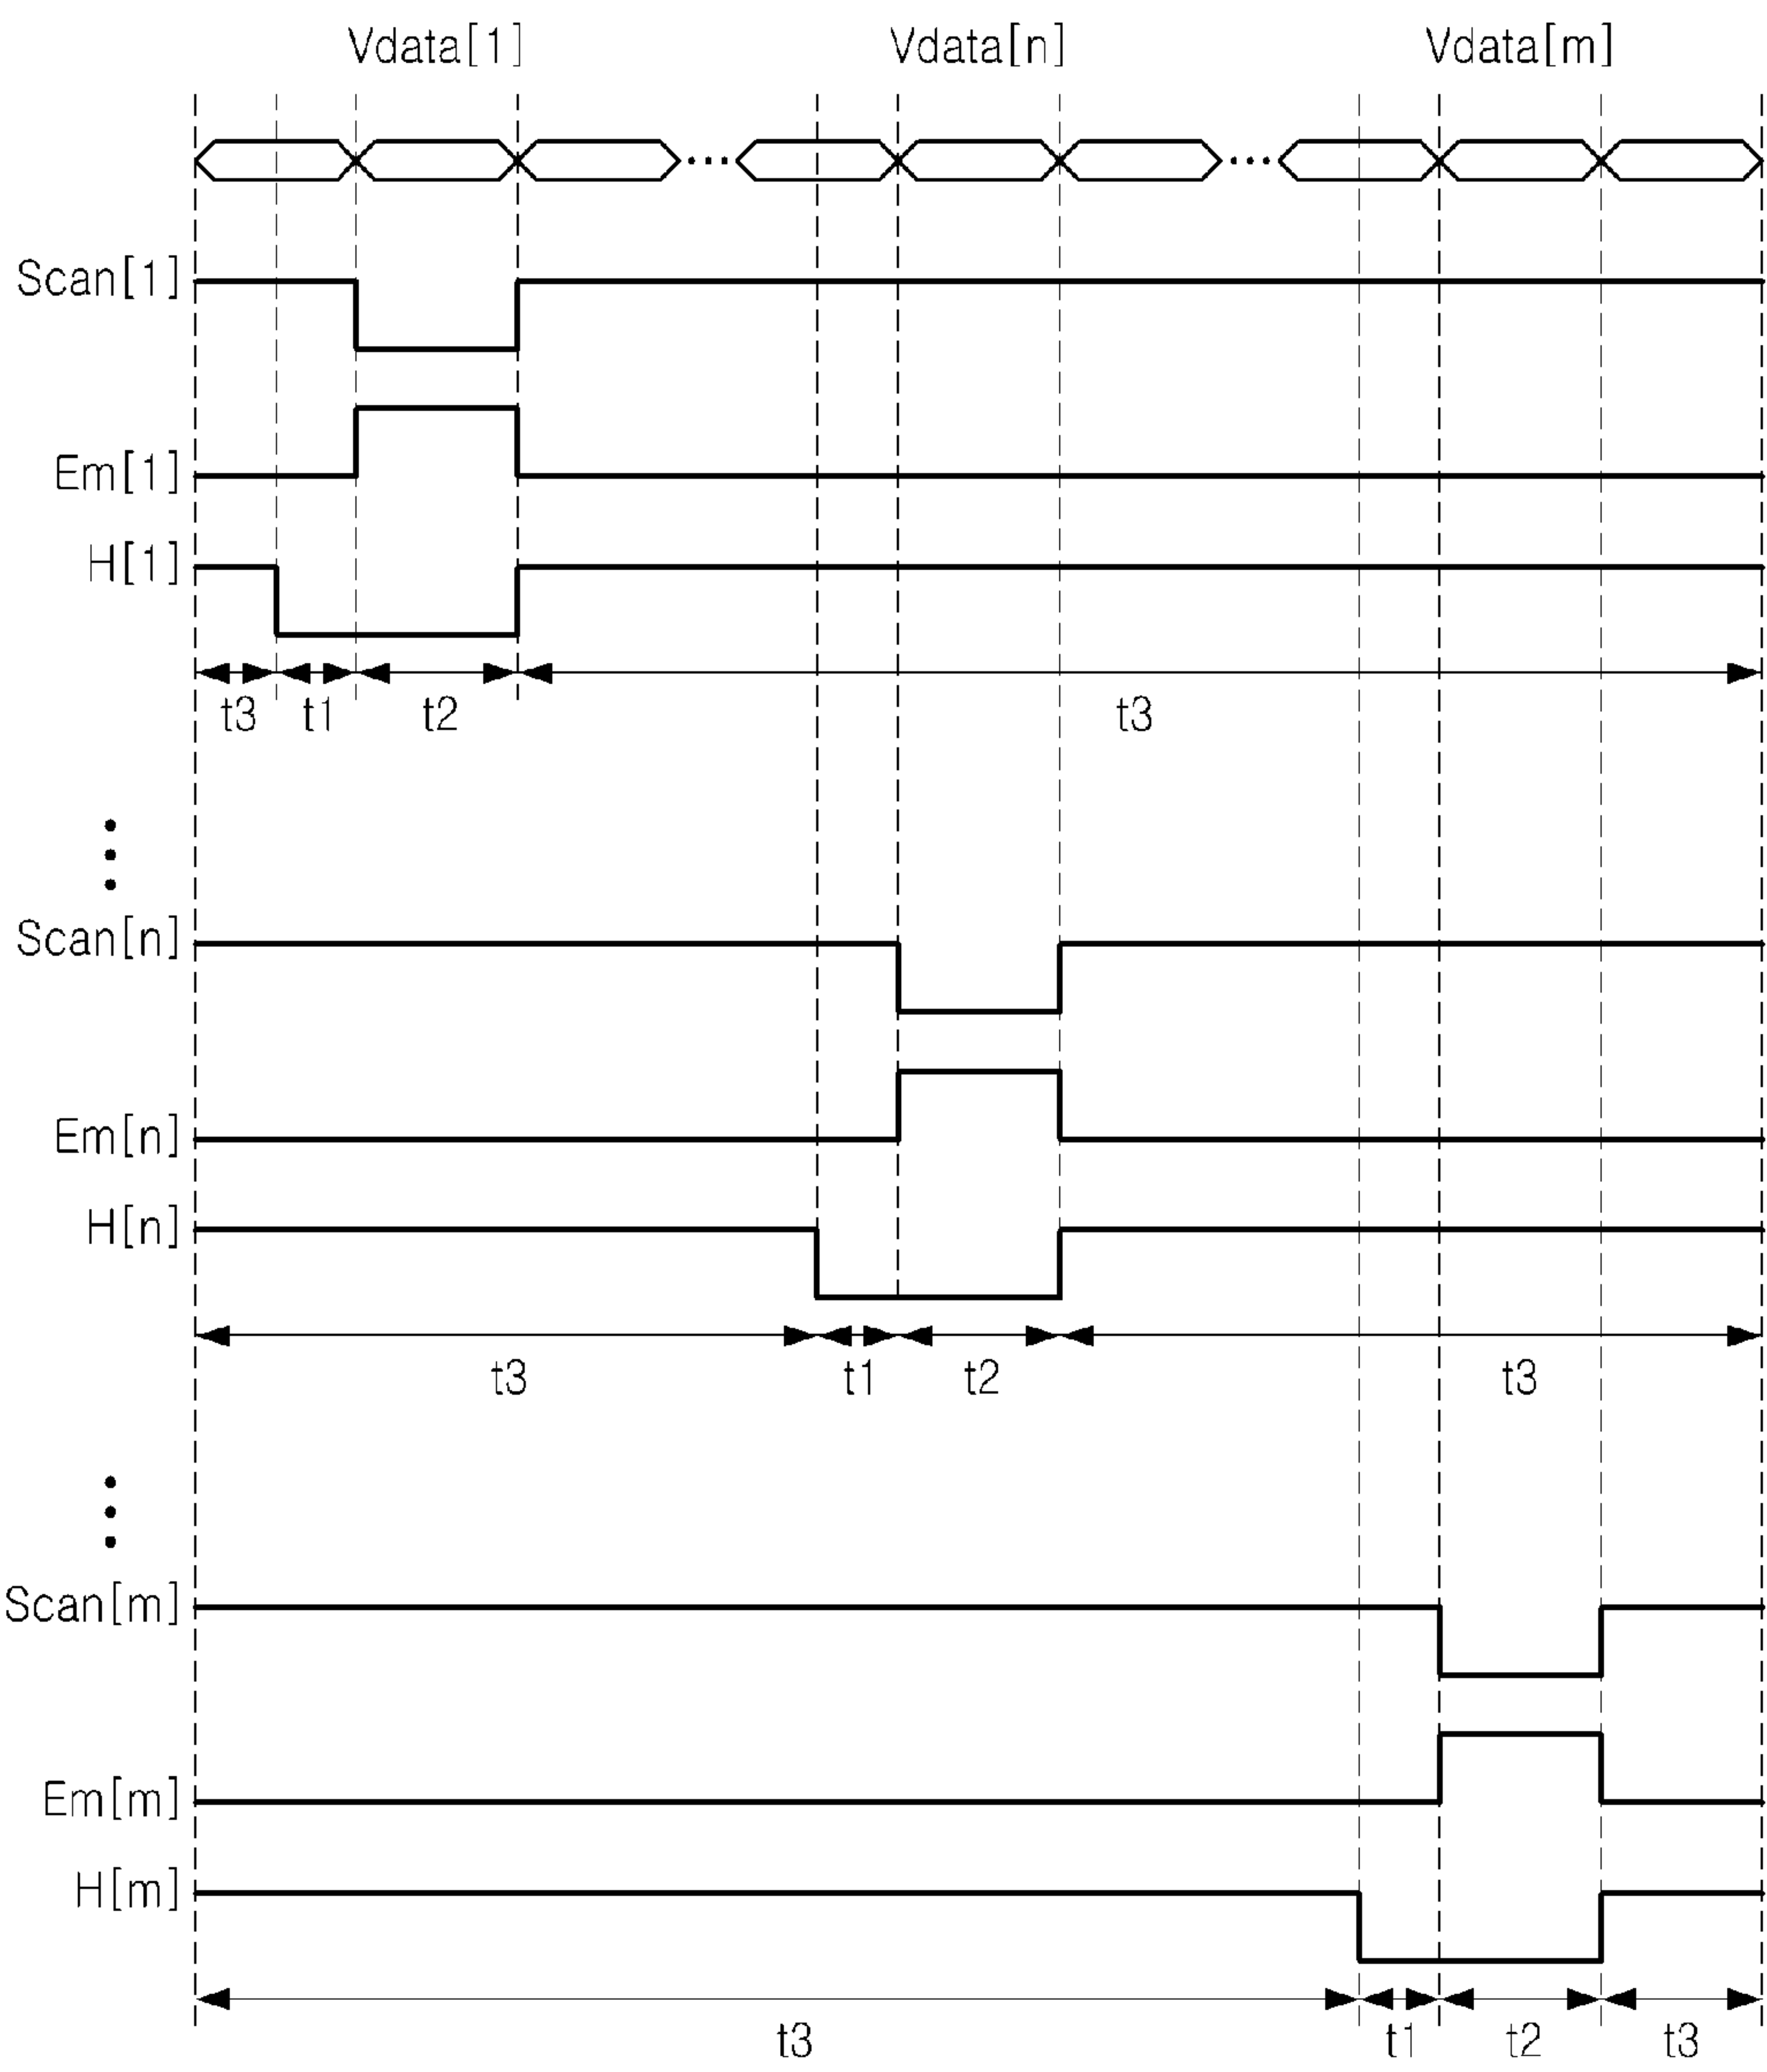 Vdata[1] Vdata[n] Vdata[m]
Scan[1]
Em[1]
H[1]
t3 t1 t2 t3
Scan[n]
Em[n]
H[n]
t3 t1 t2 t3
Scan[m]
Em[m]
H[m]
t3 t1 t2 t3